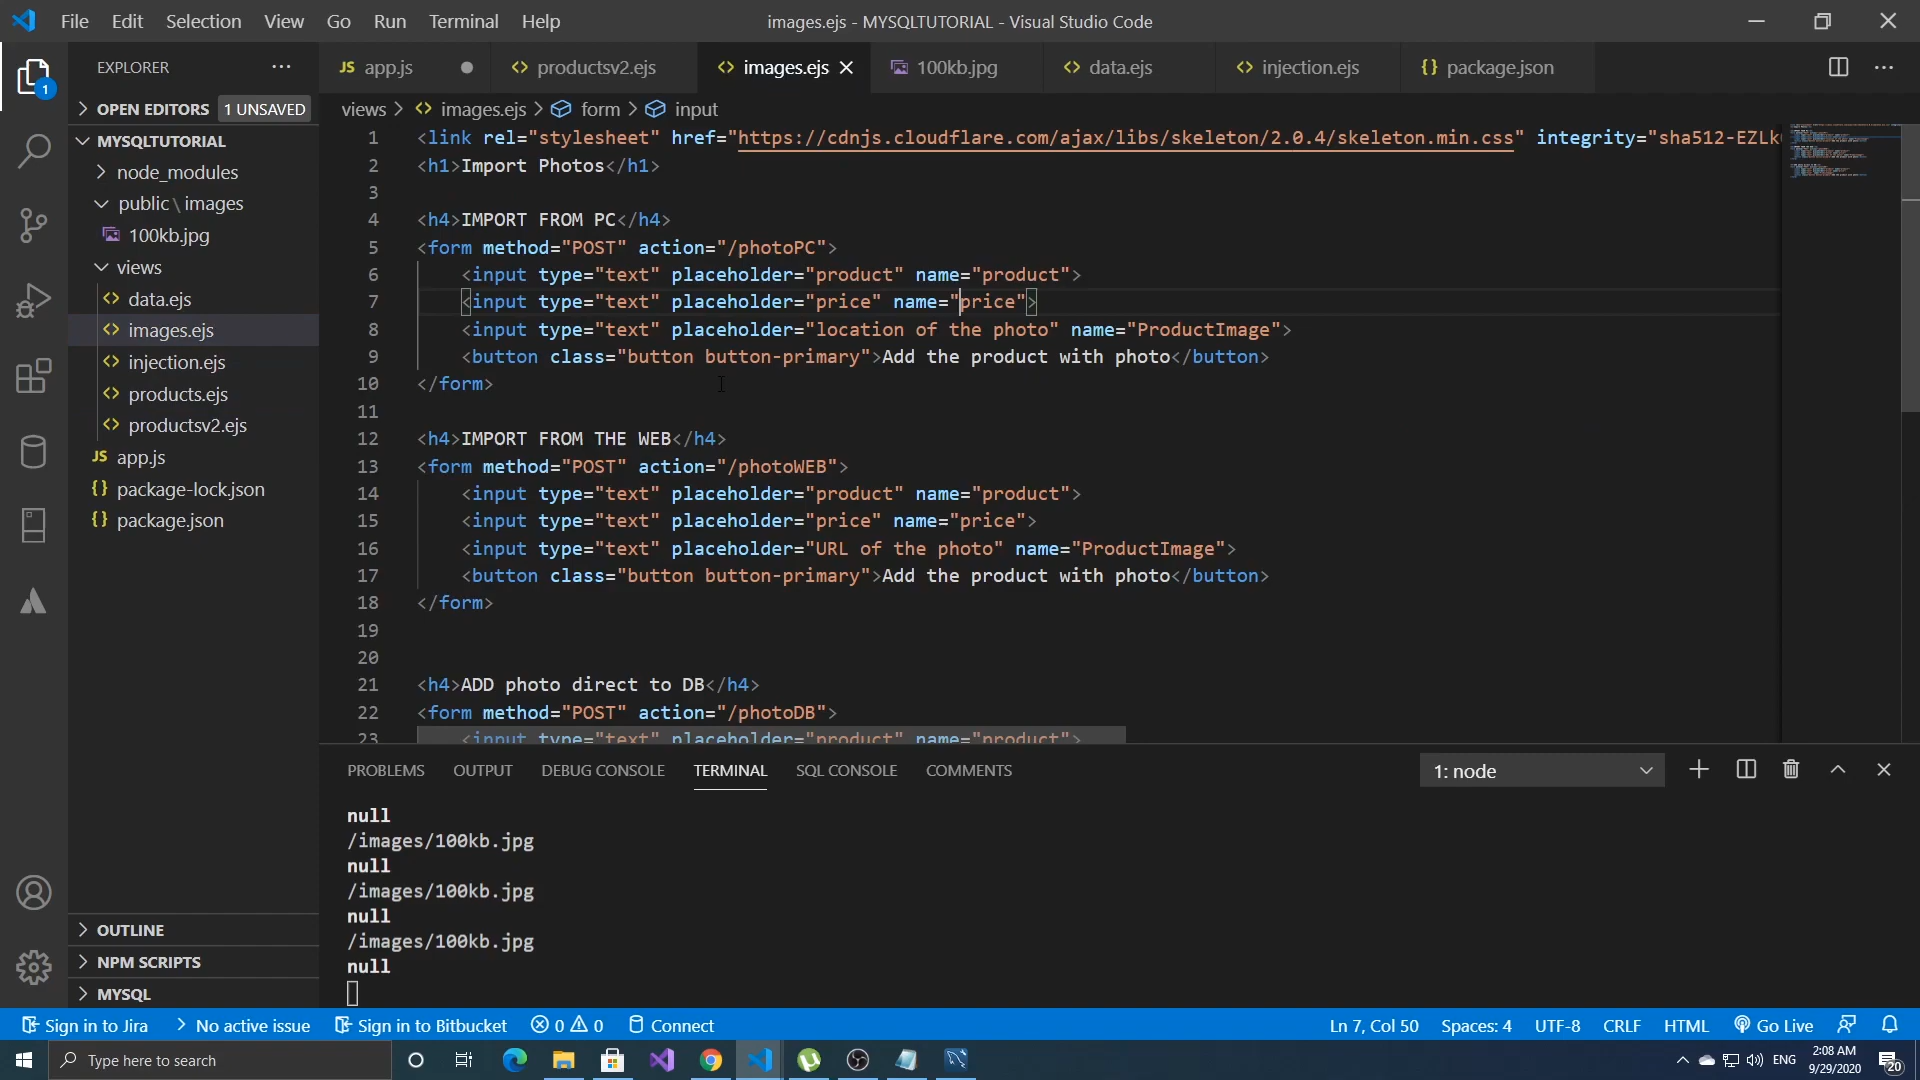 File Edit Selection View Go Run Terminal Help
images.ejs - MYSQLTUTORIAL - Visual Studio Code
EXPLORER
1
OPEN EDITORS 1 UNSAVED
MYSQLTUTORIAL
node_modules
public \ images
100kb.jpg
views
data.ejs
images.ejs
injection.ejs
products.ejs
productsv2.ejs
JS app.js
{} package-lock.json
{} package.json
OUTLINE
NPM SCRIPTS
MYSQL
JS app.js
productsv2.ejs
images.ejs
100kb.jpg
data.ejs
injection.ejs
{} package.json
views > images.ejs > form > input
1 <link rel="stylesheet" href="https://cdnjs.cloudflare.com/ajax/libs/skeleton/2.0.4/skeleton.min.css" integrity="sha512-EZLk
2 <h1>Import Photos</h1>
3
4 <h4>IMPORT FROM PC</h4>
5 <form method="POST" action="/photoPC">
6 <input type="text" placeholder="product" name="product">
7 <input type="text" placeholder="price" name="price">
8 <input type="text" placeholder="location of the photo" name="ProductImage">
9 <button class="button button-primary">Add the product with photo</button>
10 </form>
11
12 <h4>IMPORT FROM THE WEB</h4>
13 <form method="POST" action="/photoWEB">
14 <input type="text" placeholder="product" name="product">
15 <input type="text" placeholder="price" name="price">
16 <input type="text" placeholder="URL of the photo" name="ProductImage">
17 <button class="button button-primary">Add the product with photo</button>
18 </form>
19
20
21 <h4>ADD photo direct to DB</h4>
22 <form method="POST" action="/photoDB">
23 <input type="text" placeholder="product" name="product">
PROBLEMS OUTPUT DEBUG CONSOLE TERMINAL SQL CONSOLE COMMENTS
1: node
null
/images/100kb.jpg
null
/images/100kb.jpg
null
/images/100kb.jpg
null
Sign in to Jira No active issue Sign in to Bitbucket 0 0 Connect
Ln 7, Col 50 Spaces: 4 UTF-8 CRLF HTML Go Live
Type here to search
ENG
2:08 AM
9/29/2020
20